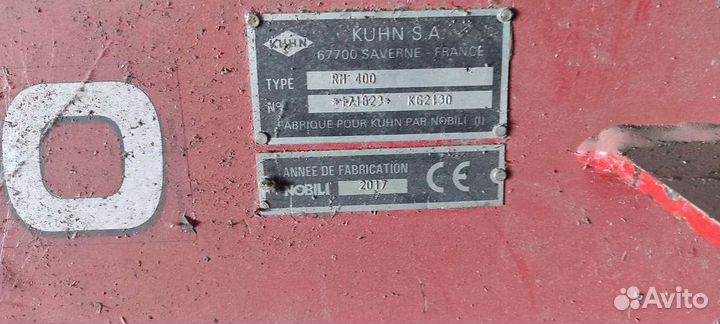 O
KUHN
KUHN S.A.
67700 SAVERNE - FRANCE
TYPE RM 400
N° *171623* KG2130
FABRIQUE POUR KUHN PAR NOBILI (I)
ANNEE DE FABRICATION
NOBILI 2017 CE
Avito